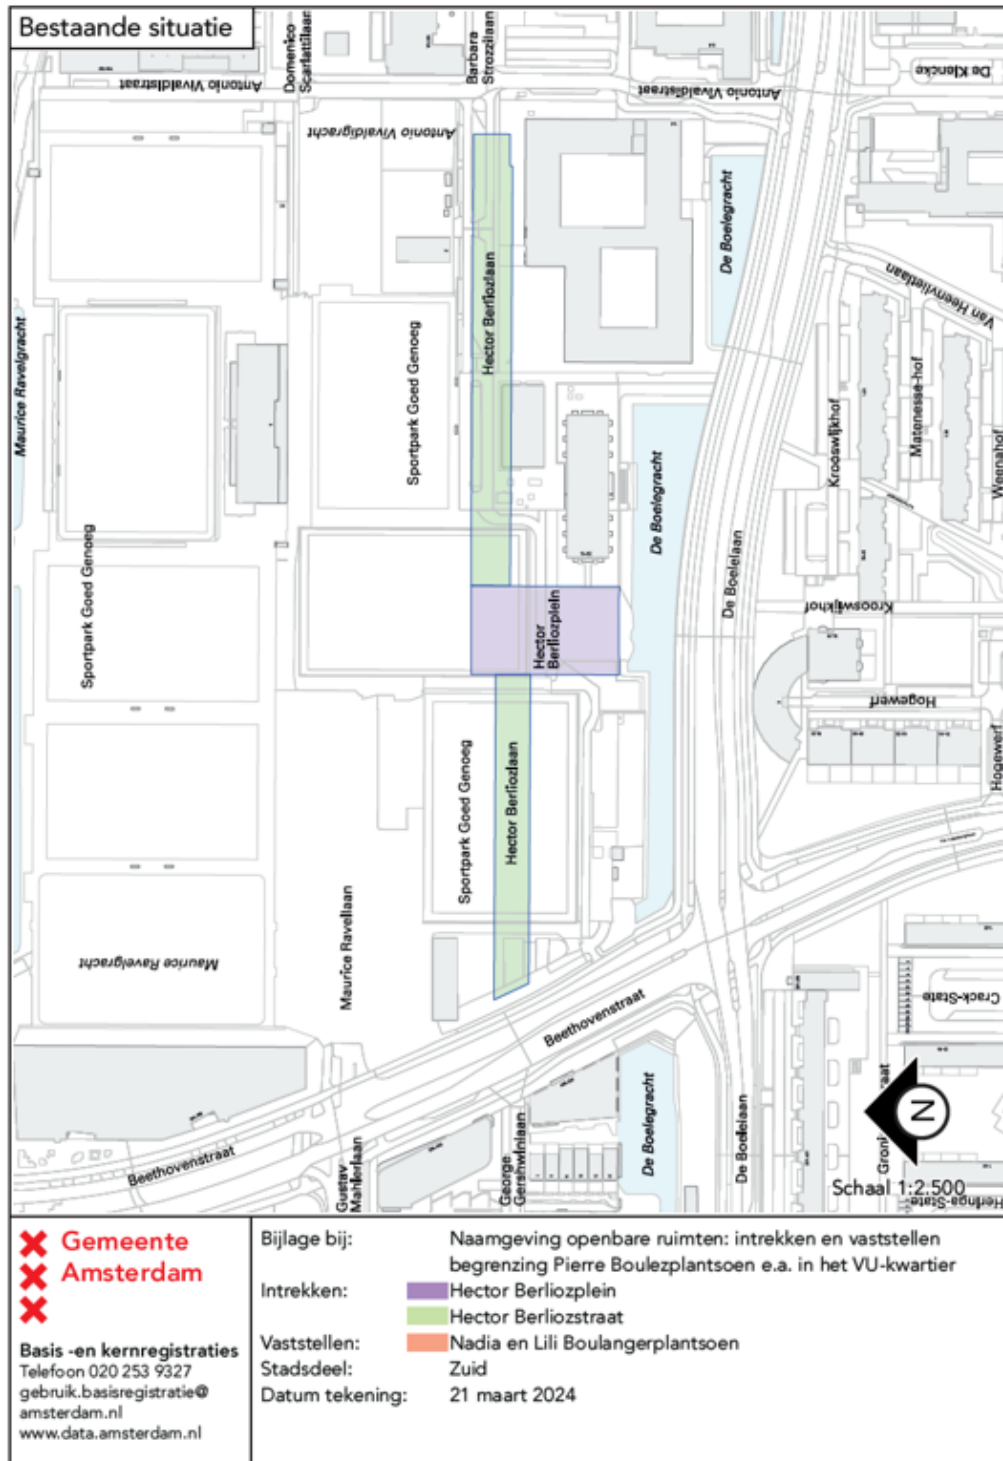 Bestaande situatie
Domenico
Scarlattilaan
Barbara
Strozzilaan
Antonio Vivaldistraat
Antonio Vivaldistraat
De Klencke
Antonio Vivaldigracht
De Boelegracht
Van Heenvlietlaan
Hector Berliozlaan
Maurice Ravelgracht
Sportpark Goed Genoeg
Krooswijkhof
Matenesse-hof
Weenahof
De Boelegracht
De Boelelaan
Sportpark Goed Genoeg
Hector
Berliozplein
Krooswijkhof
Hogewerf
Hogewerf
Sportpark Goed Genoeg
Hector Berliozlaan
Maurice Ravelgracht
Maurice Ravellaan
Beethovenstraat
Crack-State
De Boelegracht
De Boelelaan
Beethovenstraat
Gustav
Mahlerlaan
George
Gershwinlaan
N
Schaal 1:2.500
Heringa-State
Gemeente
Amsterdam
Basis -en kernregistraties
Telefoon 020 253 9327
gebruik.basisregistratie@
amsterdam.nl
www.data.amsterdam.nl
Bijlage bij: Naamgeving openbare ruimten: intrekken en vaststellen
begrenzing Pierre Boulezplantsoen e.a. in het VU-kwartier
Intrekken: Hector Berliozplein
Hector Berliozstraat
Vaststellen: Nadia en Lili Boulangerplantsoen
Stadsdeel: Zuid
Datum tekening: 21 maart 2024